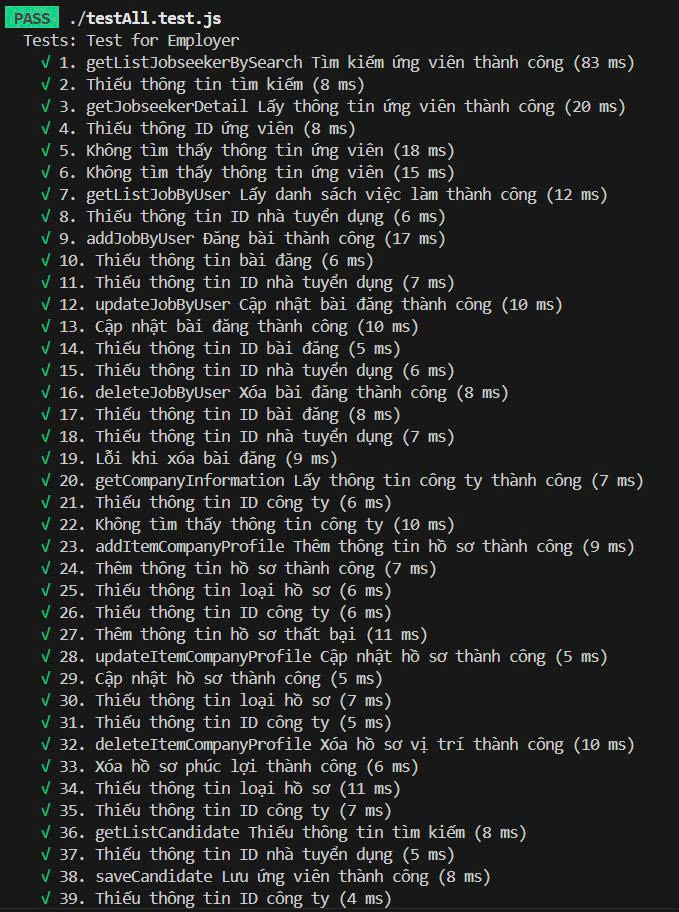 PASS ./testAll.test.js
Tests: Test for Employer
√ 1. getListJobseekerBySearch Tìm kiếm ứng viên thành công (83 ms)
√ 2. Thiếu thông tin tìm kiếm (8 ms)
√ 3. getJobseekerDetail Lấy thông tin ứng viên thành công (20 ms)
√ 4. Thiếu thông ID ứng viên (8 ms)
√ 5. Không tìm thấy thông tin ứng viên (18 ms)
√ 6. Không tìm thấy thông tin ứng viên (15 ms)
√ 7. getListJobByUser Lấy danh sách việc làm thành công (12 ms)
√ 8. Thiếu thông tin ID nhà tuyển dụng (6 ms)
√ 9. addJobByUser Đăng bài thành công (17 ms)
√ 10. Thiếu thông tin bài đăng (6 ms)
√ 11. Thiếu thông tin ID nhà tuyển dụng (7 ms)
√ 12. updateJobByUser Cập nhật bài đăng thành công (10 ms)
√ 13. Cập nhật bài đăng thành công (10 ms)
√ 14. Thiếu thông tin ID bài đăng (5 ms)
√ 15. Thiếu thông tin ID nhà tuyển dụng (6 ms)
√ 16. deleteJobByUser Xóa bài đăng thành công (8 ms)
√ 17. Thiếu thông tin ID bài đăng (8 ms)
√ 18. Thiếu thông tin ID nhà tuyển dụng (7 ms)
√ 19. Lỗi khi xóa bài đăng (9 ms)
√ 20. getCompanyInformation Lấy thông tin công ty thành công (7 ms)
√ 21. Thiếu thông tin ID công ty (6 ms)
√ 22. Không tìm thấy thông tin công ty (10 ms)
√ 23. addItemCompanyProfile Thêm thông tin hồ sơ thành công (9 ms)
√ 24. Thêm thông tin hồ sơ thành công (7 ms)
√ 25. Thiếu thông tin loại hồ sơ (6 ms)
√ 26. Thiếu thông tin ID công ty (6 ms)
√ 27. Thêm thông tin hồ sơ thất bại (11 ms)
√ 28. updateItemCompanyProfile Cập nhật hồ sơ thành công (5 ms)
√ 29. Cập nhật hồ sơ thành công (5 ms)
√ 30. Thiếu thông tin loại hồ sơ (7 ms)
√ 31. Thiếu thông tin ID công ty (5 ms)
√ 32. deleteItemCompanyProfile Xóa hồ sơ vị trí thành công (10 ms)
√ 33. Xóa hồ sơ phúc lợi thành công (6 ms)
√ 34. Thiếu thông tin loại hồ sơ (11 ms)
√ 35. Thiếu thông tin ID công ty (7 ms)
√ 36. getListCandidate Thiếu thông tin tìm kiếm (8 ms)
√ 37. Thiếu thông tin ID nhà tuyển dụng (5 ms)
√ 38. saveCandidate Lưu ứng viên thành công (8 ms)
√ 39. Thiếu thông tin ID công ty (4 ms)